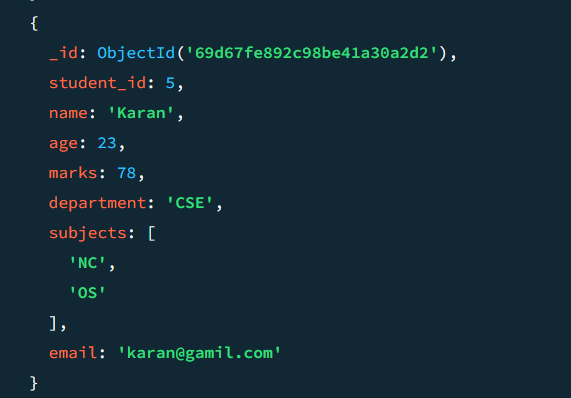 {
_id: ObjectId('69d67fe892c98be41a30a2d2'),
student_id: 5,
name: 'Karan',
age: 23,
marks: 78,
department: 'CSE',
subjects: [
'NC',
'OS'
],
email: 'karan@gamil.com'
}